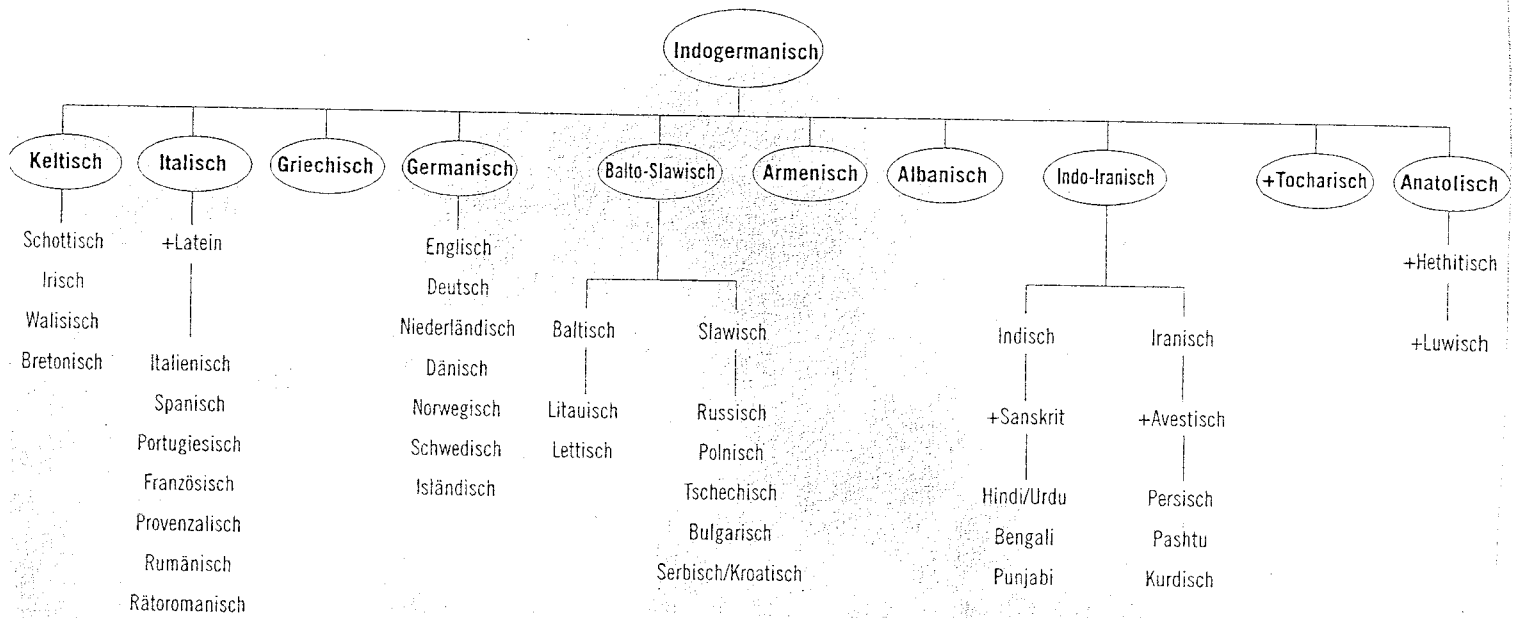 Indogermanisch
Keltisch
Italisch
Griechisch
Germanisch
Balto-Slawisch
Armenisch
Albanisch
Indo-Iranisch
+Tocharisch
Anatolisch
Schottisch
Irisch
Walisisch
Bretonisch
+Latein
Italienisch
Spanisch
Portugiesisch
Französisch
Provenzalisch
Rumänisch
Rätoromanisch
Englisch
Deutsch
Niederländisch
Dänisch
Norwegisch
Schwedisch
Isländisch
Baltisch
Litauisch
Lettisch
Slawisch
Russisch
Polnisch
Tschechisch
Bulgarisch
Serbisch/Kroatisch
Indisch
+Sanskrit
Hindi/Urdu
Bengali
Punjabi
Iranisch
+Avestisch
Persisch
Pashtu
Kurdisch
+Hethitisch
+Luwisch